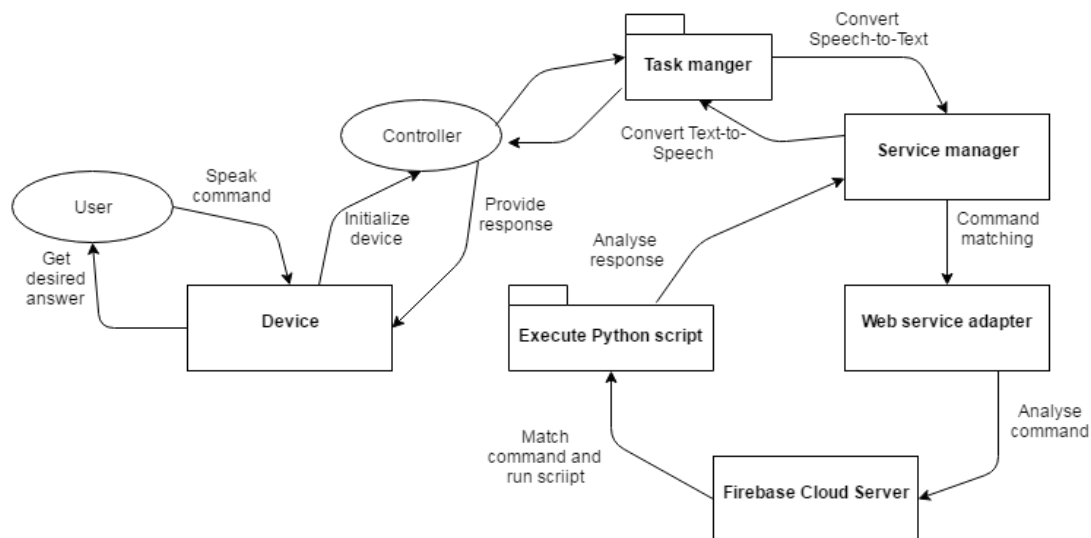 Convert
Speech-to-Text
Task manger
Controller
Convert Text-to-
Speech
Service manager
Speak
command
User
Initialize
device
Provide
response
Analyse
response
Command
matching
Get
desired
answer
Device
Execute Python script
Web service adapter
Match
command and
run scriipt
Analyse
command
Firebase Cloud Server